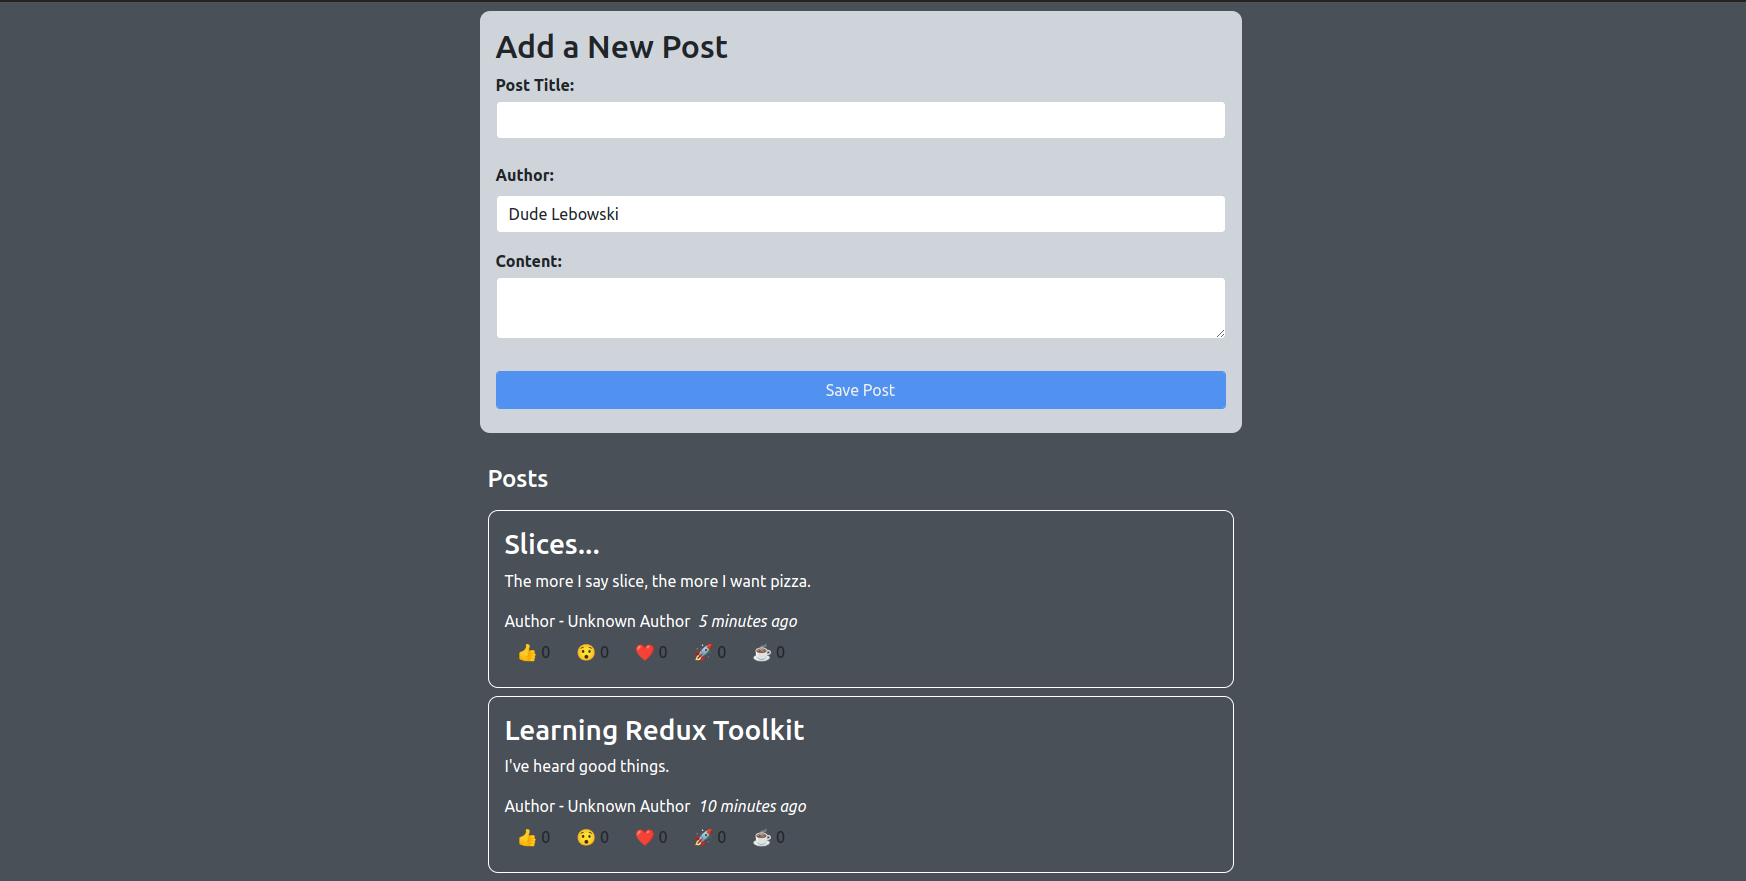 Add a New Post
Post Title:
Author:
Dude Lebowski
Content:
Save Post
Posts
Slices...
The more I say slice, the more I want pizza.
Author - Unknown Author 5 minutes ago
👍 0 😯 0 ❤️ 0 🚀 0 ☕ 0
Learning Redux Toolkit
I've heard good things.
Author - Unknown Author 10 minutes ago
👍 0 😯 0 ❤️ 0 🚀 0 ☕ 0